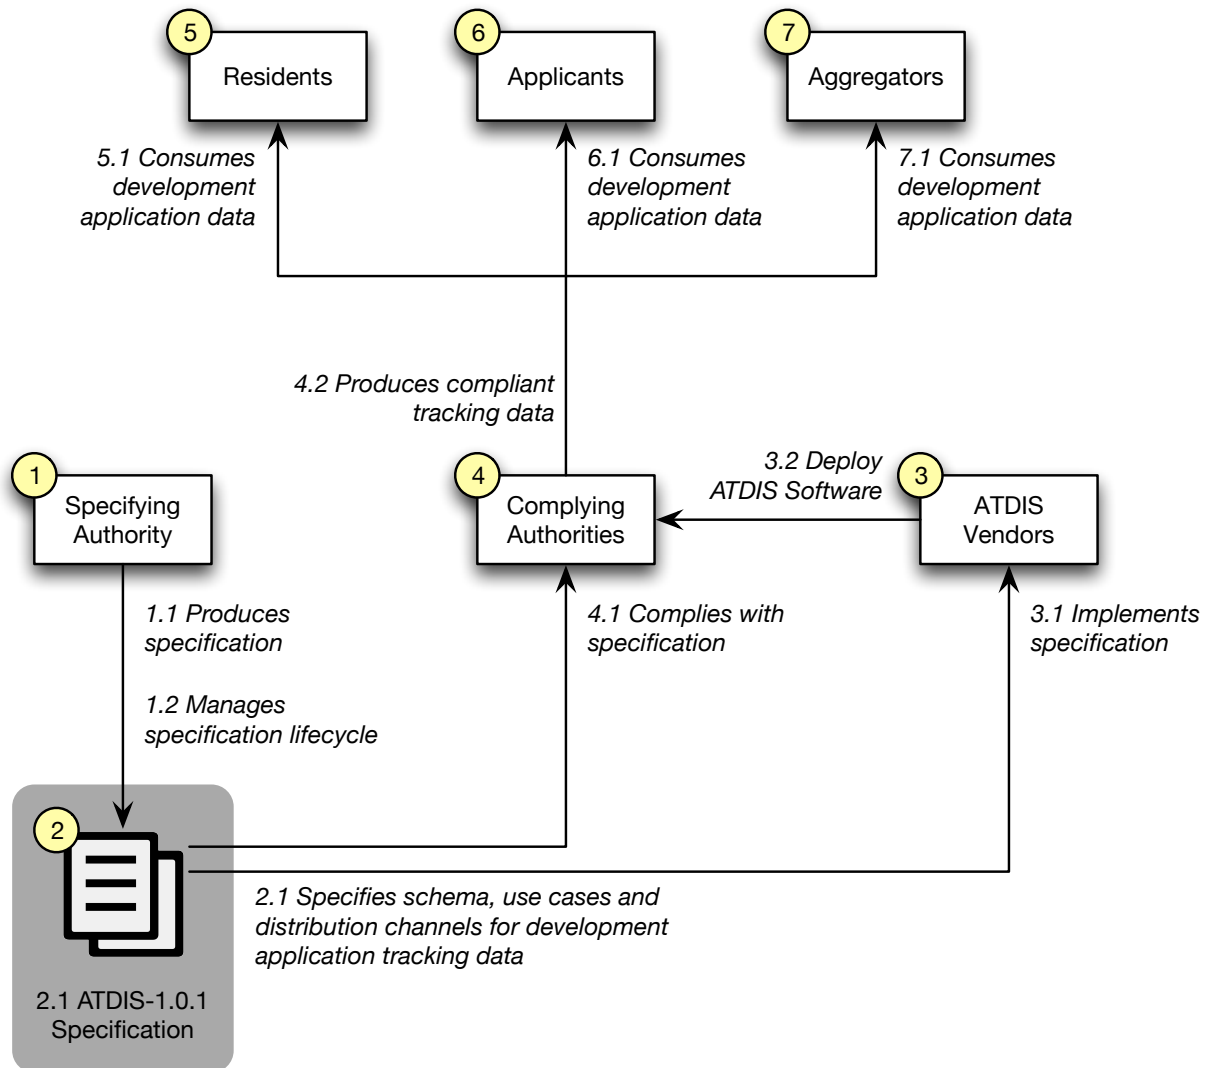 5
Residents
6
Applicants
7
Aggregators
5.1 Consumes
development
application data
6.1 Consumes
development
application data
7.1 Consumes
development
application data
4.2 Produces compliant
tracking data
1
Specifying
Authority
4
Complying
Authorities
3.2 Deploy
ATDIS Software
3
ATDIS
Vendors
1.1 Produces
specification
4.1 Complies with
specification
3.1 Implements
specification
1.2 Manages
specification lifecycle
2
2.1 Specifies schema, use cases and
distribution channels for development
application tracking data
2.1 ATDIS-1.0.1
Specification